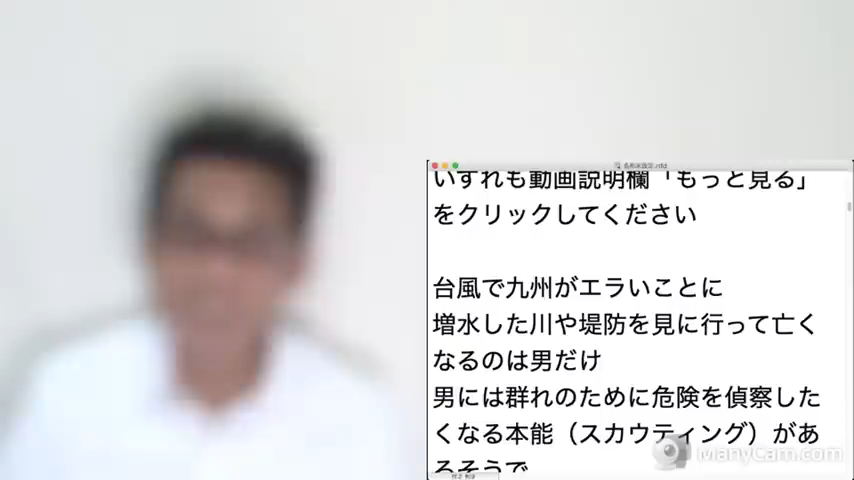 いずれも動画説明欄「もっと見る」
をクリックしてください
台風で九州がエラいことに
増水した川や堤防を見に行って亡く
なるのは男だけ
男には群れのために危険を偵察した
くなる本能（スカウティング）があ
るそうで
ManyCam.com